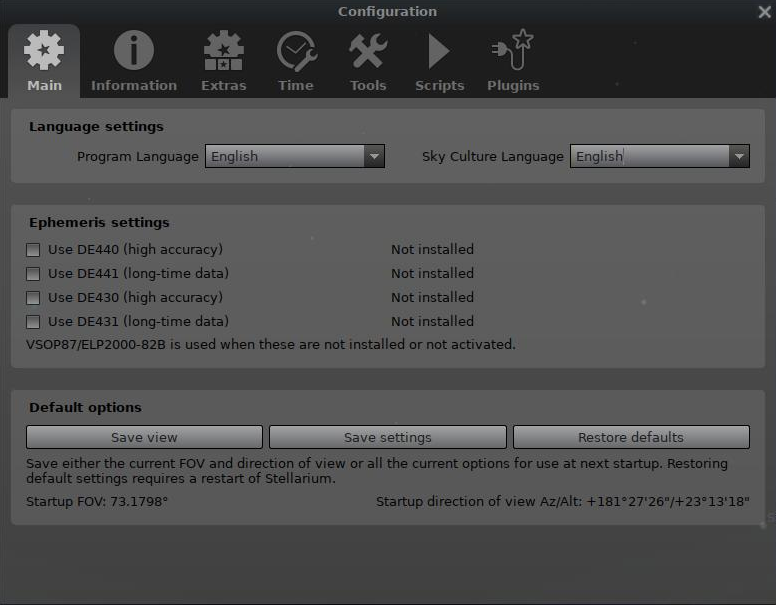 Configuration
Main Information Extras Time Tools Scripts Plugins
Language settings
Program Language English Sky Culture Language English
Ephemeris settings
Use DE440 (high accuracy) Not installed
Use DE441 (long-time data) Not installed
Use DE430 (high accuracy) Not installed
Use DE431 (long-time data) Not installed
VSOP87/ELP2000-82B is used when these are not installed or not activated.
Default options
Save view Save settings Restore defaults
Save either the current FOV and direction of view or all the current options for use at next startup. Restoring
default settings requires a restart of Stellarium.
Startup FOV: 73.1798° Startup direction of view Az/Alt: +181°27'26"/+23°13'18"